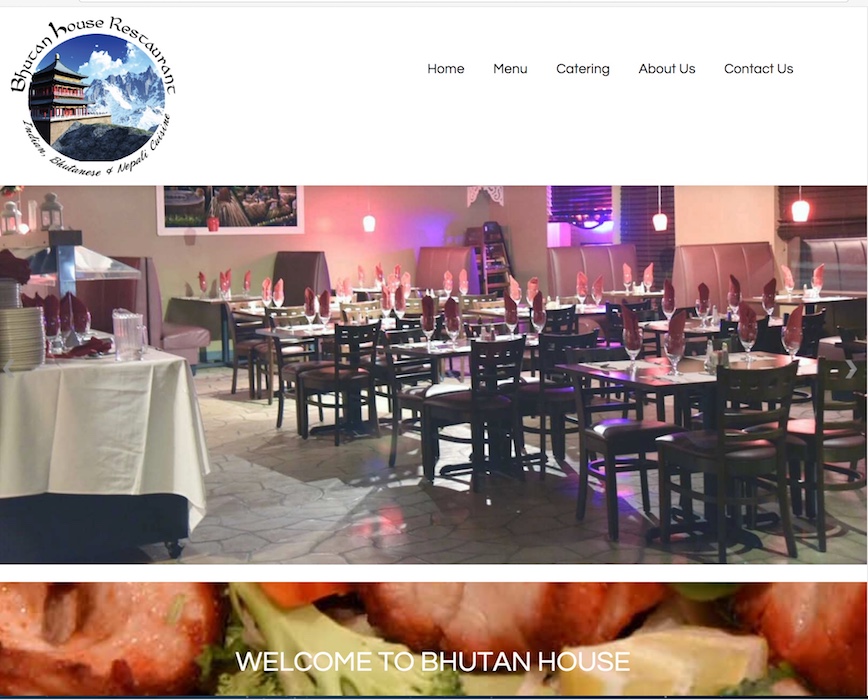 Bhutan House Restaurant
Indian, Bhutanese & Nepali Cuisine
Home Menu Catering About Us Contact Us
WELCOME TO BHUTAN HOUSE